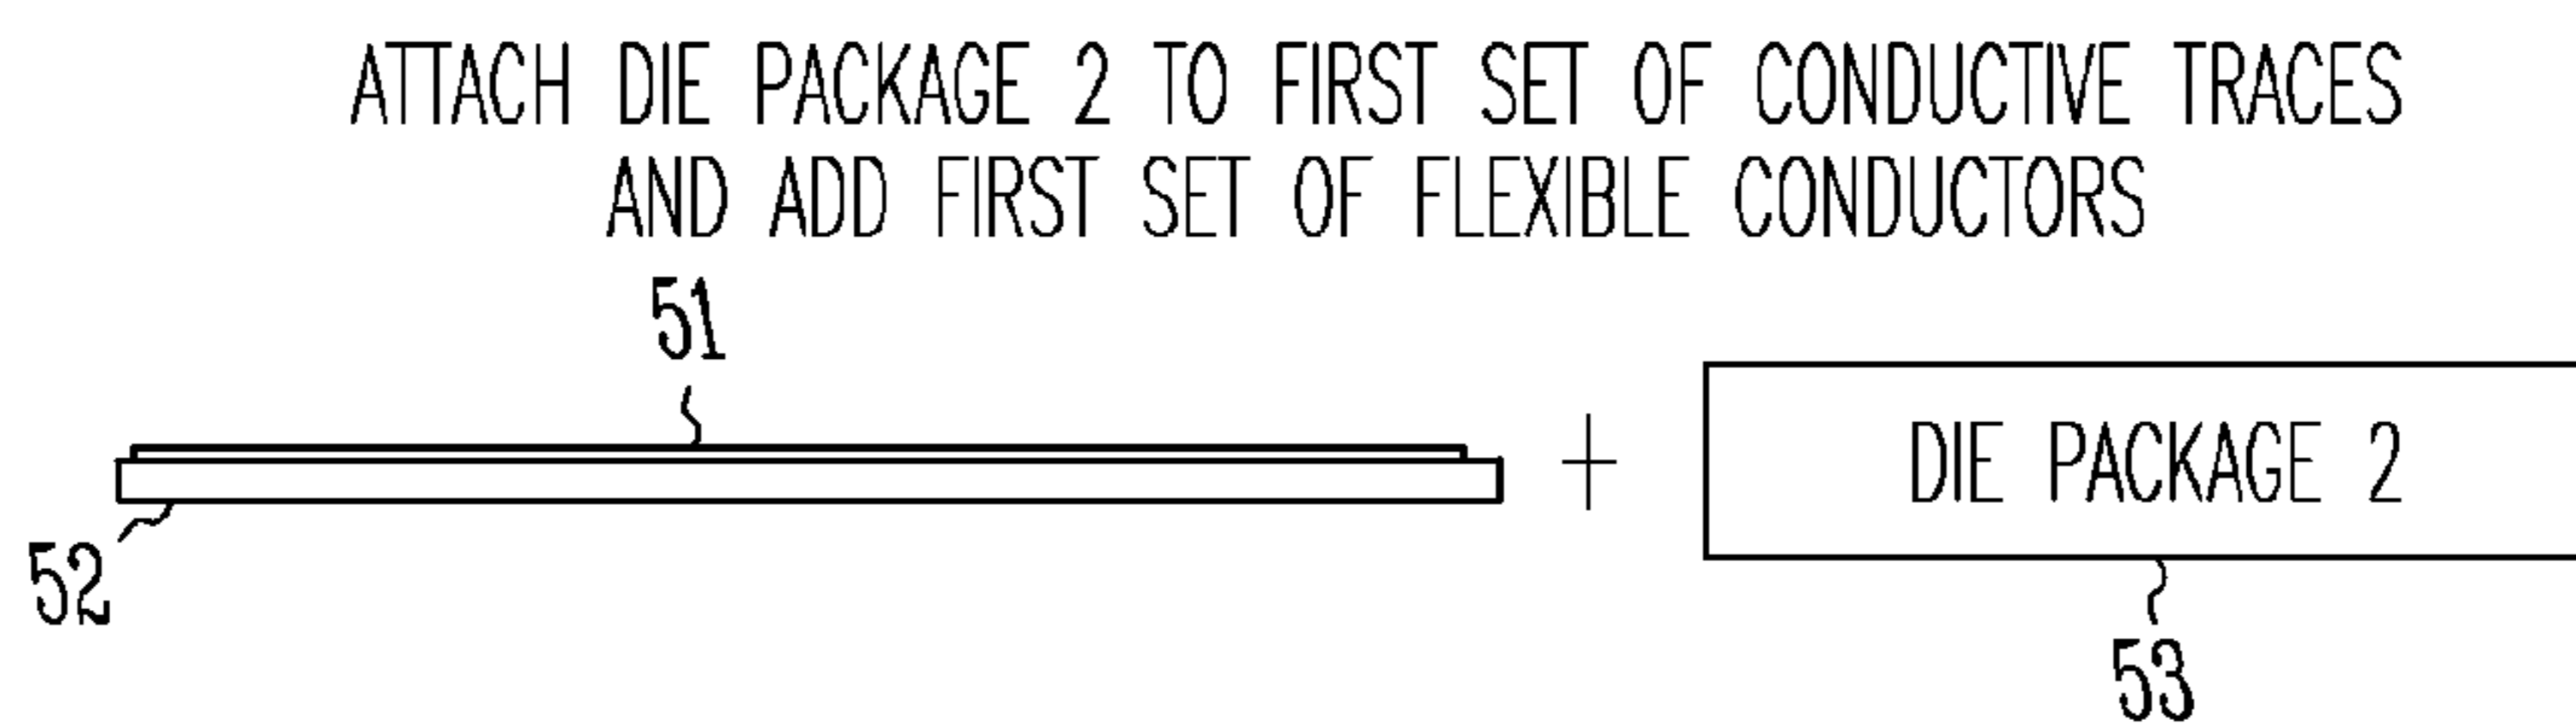 ATTACH DIE PACKAGE 2 TO FIRST SET OF CONDUCTIVE TRACES
AND ADD FIRST SET OF FLEXIBLE CONDUCTORS
51
+
DIE PACKAGE 2
52
53